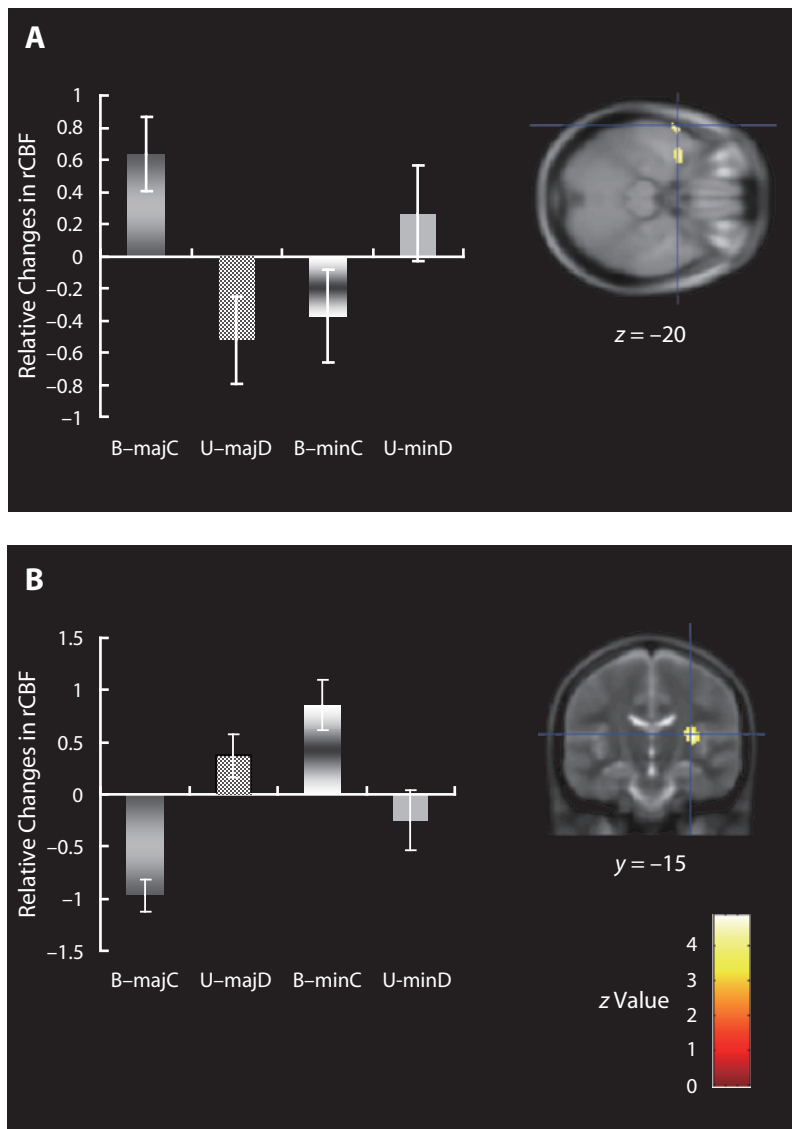 A
Relative Changes in rCBF
1
0.8
0.6
0.4
0.2
0
−0.2
−0.4
−0.6
−0.8
−1
B–majC U–majD B–minC U-minD
z = –20
B
Relative Changes in rCBF
1.5
1
0.5
0
−0.5
−1
−1.5
B–majC U–majD B–minC U-minD
y = –15
z Value
4
3
2
1
0